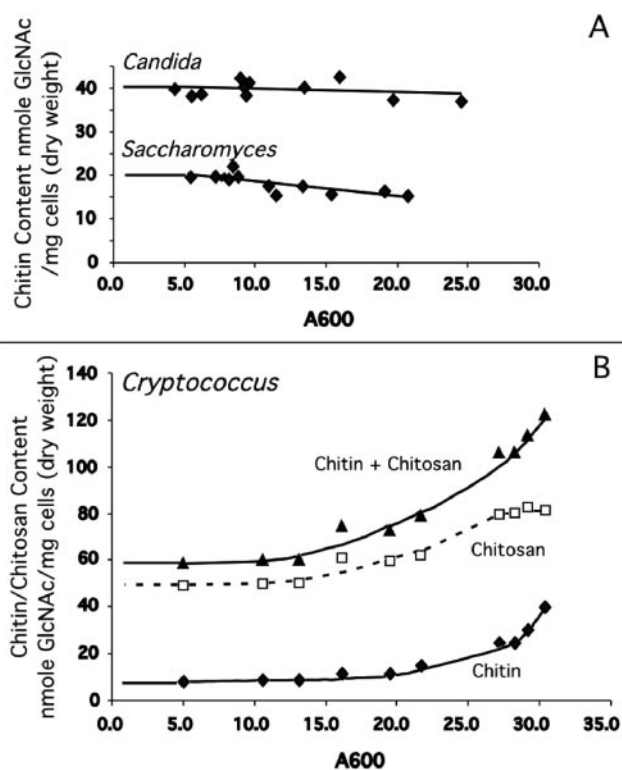 A
Chitin Content nmole GlcNAc
/mg cells (dry weight)
Candida
Saccharomyces
60
40
20
0
0.0 5.0 10.0 15.0 20.0 25.0 30.0
A600
B
Chitin/Chitosan Content
nmole GlcNAc/mg cells (dry weight)
Cryptococcus
140
120
100
80
60
40
20
0
Chitin + Chitosan
Chitosan
Chitin
0.0 5.0 10.0 15.0 20.0 25.0 30.0 35.0
A600